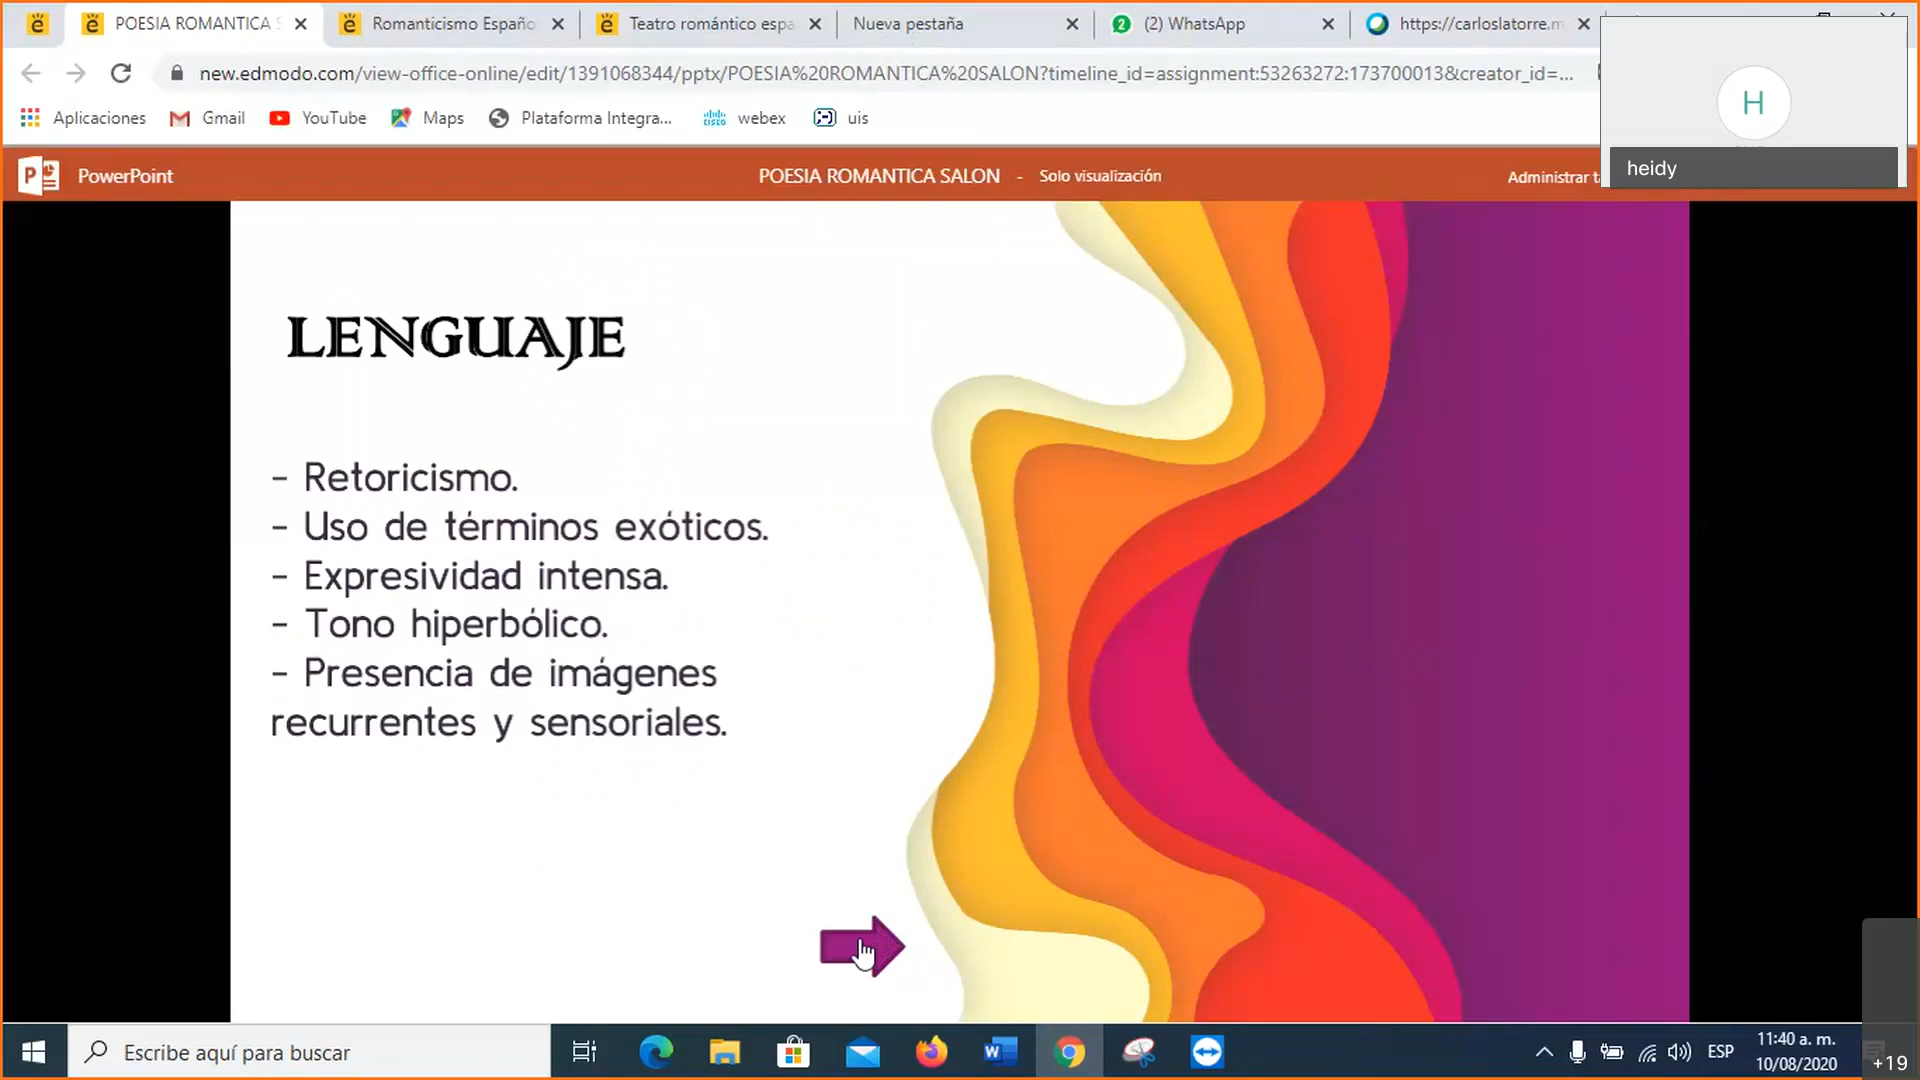 POESIA ROMANTICA S
Romanticismo Españo
Teatro romántico espa
Nueva pestaña
(2) WhatsApp
https://carloslatorre.m
new.edmodo.com/view-office-online/edit/1391068344/pptx/POESIA%20ROMANTICA%20SALON?timeline_id=assignment:53263272:173700013&creator_id=...
Aplicaciones
Gmail
YouTube
Maps
Plataforma Integra...
webex
uis
H
heidy
PowerPoint
POESIA ROMANTICA SALON - Solo visualización
Administrar ta
LENGUAJE
- Retoricismo.
- Uso de términos exóticos.
- Expresividad intensa.
- Tono hiperbólico.
- Presencia de imágenes
recurrentes y sensoriales.
Escribe aquí para buscar
ESP
11:40 a. m.
10/08/2020
+19